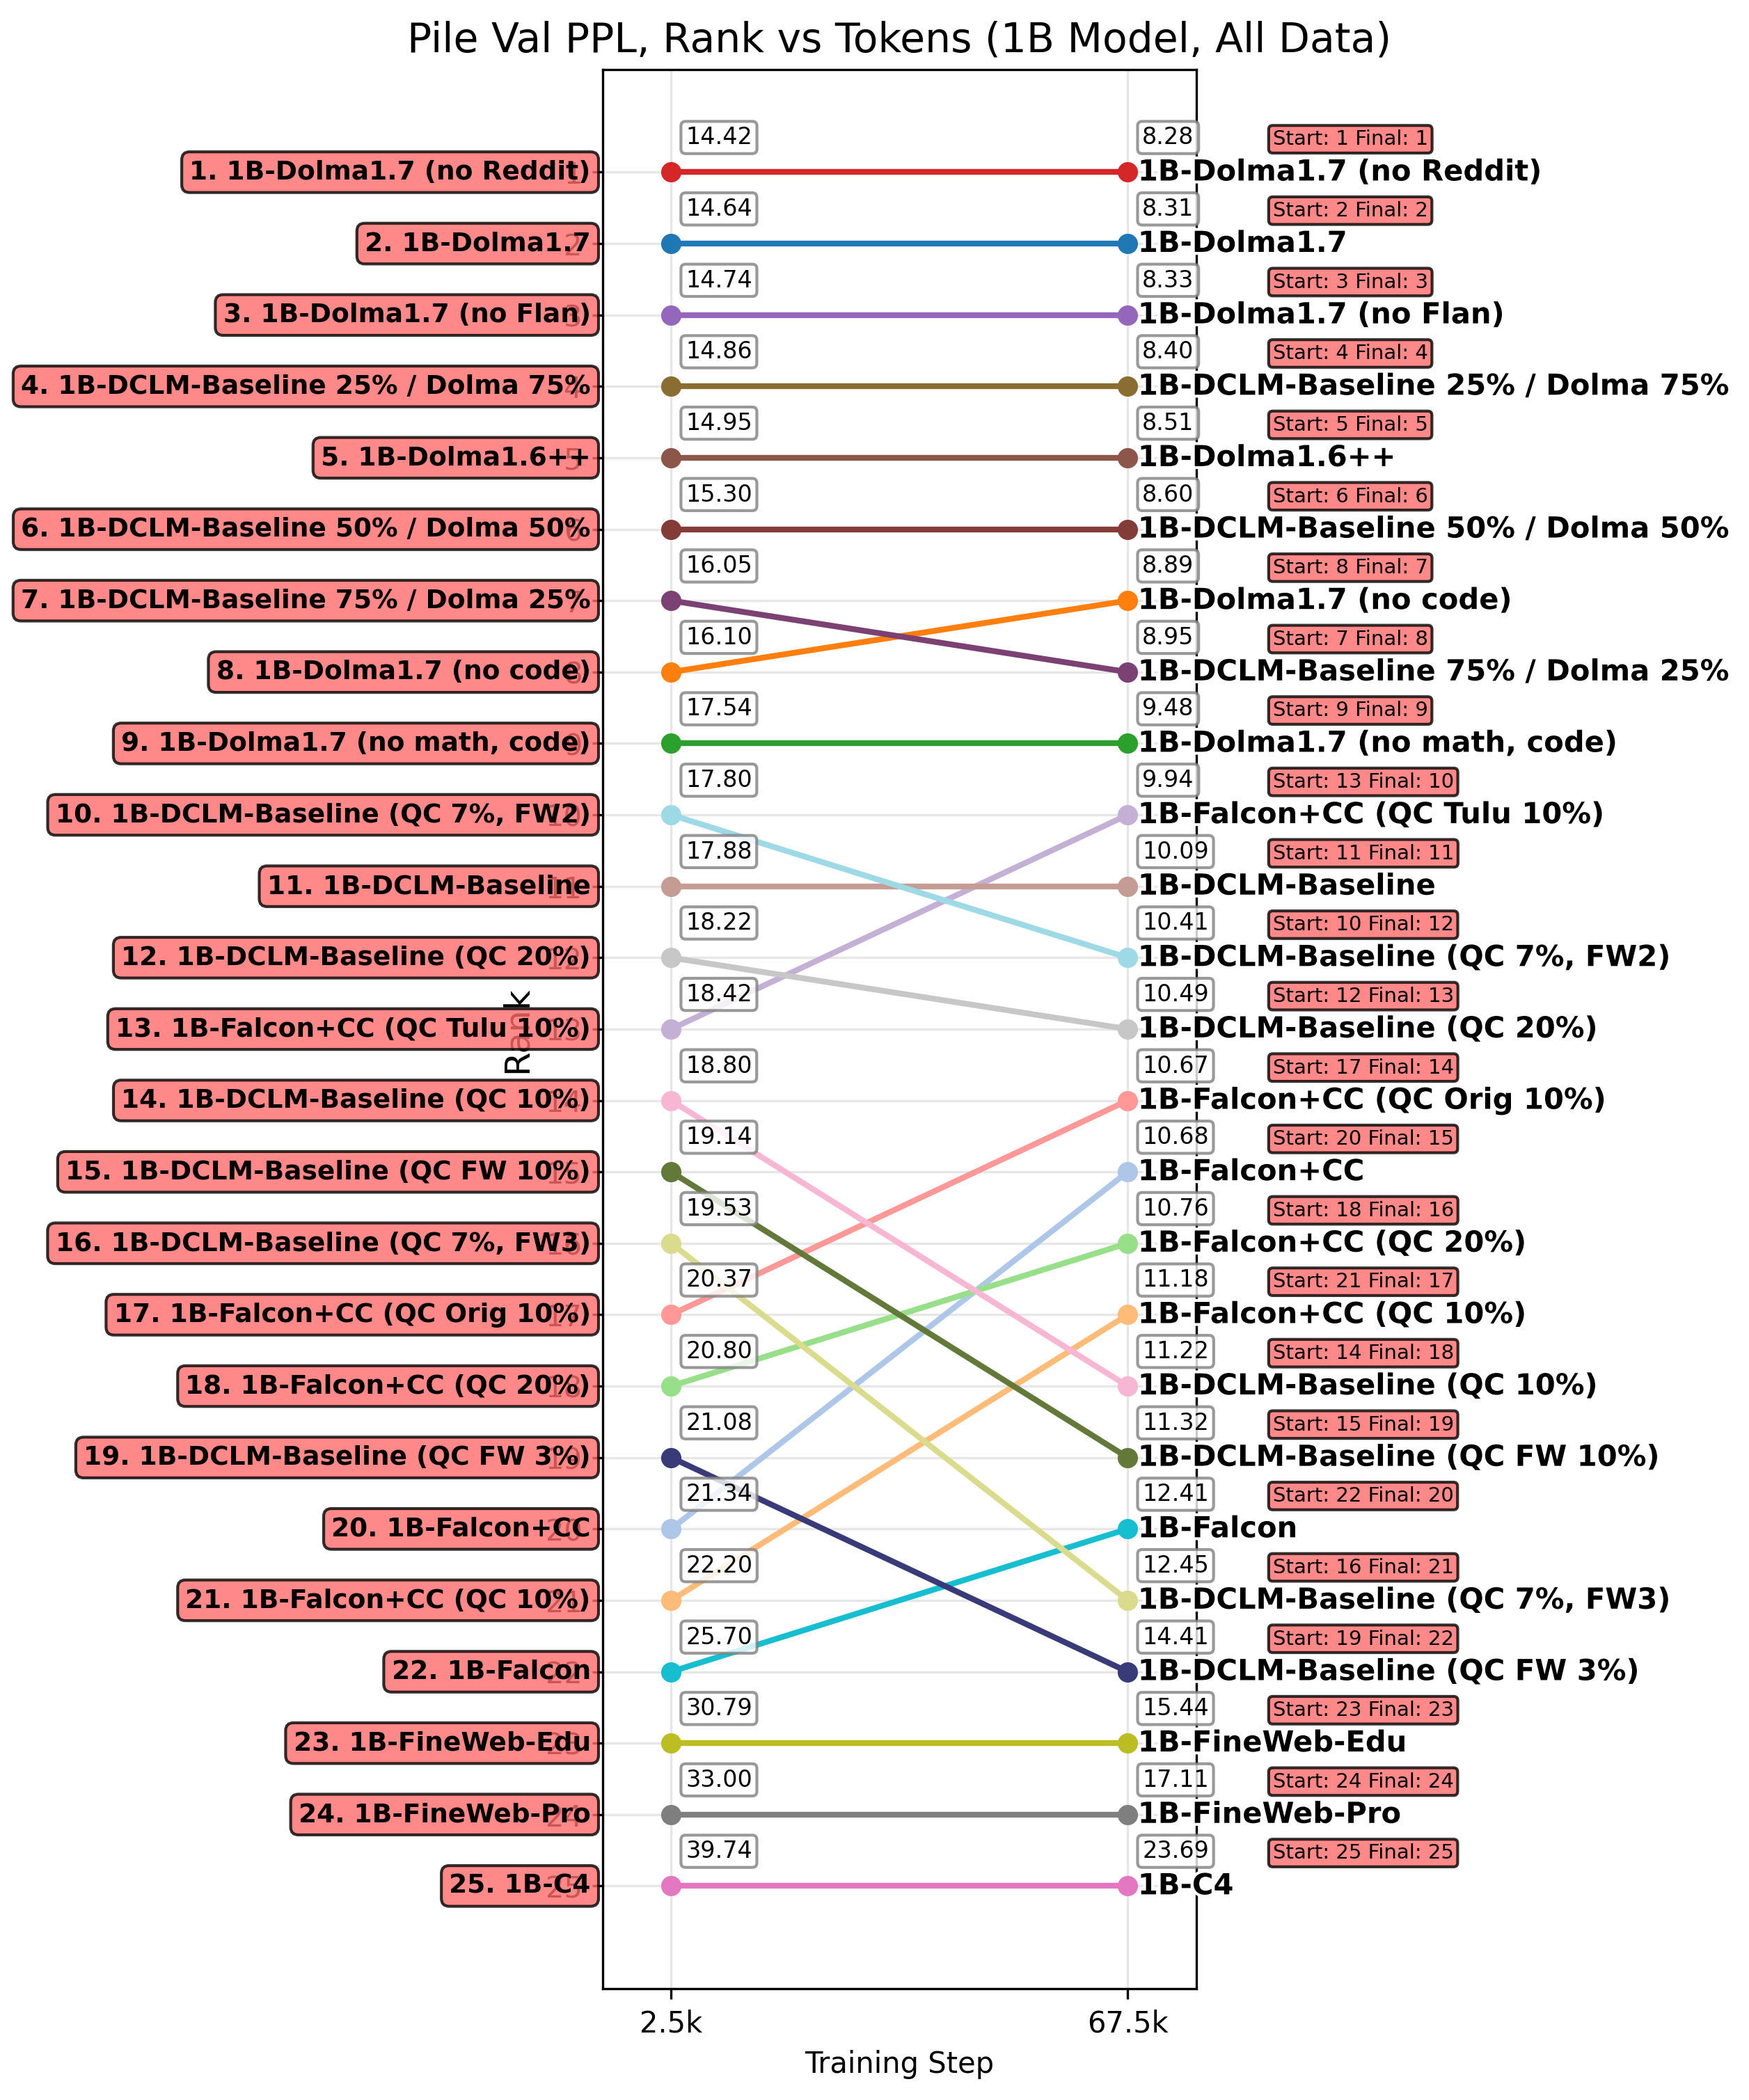 Pile Val PPL, Rank vs Tokens (1B Model, All Data)
14.42 8.28 Start: 1 Final: 1
1. 1B-Dolma1.7 (no Reddit) 1 1B-Dolma1.7 (no Reddit)
14.64 8.31 Start: 2 Final: 2
2. 1B-Dolma1.7 2 1B-Dolma1.7
14.74 8.33 Start: 3 Final: 3
3. 1B-Dolma1.7 (no Flan) 3 1B-Dolma1.7 (no Flan)
14.86 8.40 Start: 4 Final: 4
4. 1B-DCLM-Baseline 25% / Dolma 75% 4 1B-DCLM-Baseline 25% / Dolma 75%
14.95 8.51 Start: 5 Final: 5
5. 1B-Dolma1.6++ 5 1B-Dolma1.6++
15.30 8.60 Start: 6 Final: 6
6. 1B-DCLM-Baseline 50% / Dolma 50% 6 1B-DCLM-Baseline 50% / Dolma 50%
16.05 8.89 Start: 8 Final: 7
7. 1B-DCLM-Baseline 75% / Dolma 25% 7 1B-Dolma1.7 (no code)
16.10 8.95 Start: 7 Final: 8
8. 1B-Dolma1.7 (no code) 8 1B-DCLM-Baseline 75% / Dolma 25%
17.54 9.48 Start: 9 Final: 9
9. 1B-Dolma1.7 (no math, code) 9 1B-Dolma1.7 (no math, code)
17.80 9.94 Start: 13 Final: 10
10. 1B-DCLM-Baseline (QC 7%, FW2) 10 1B-Falcon+CC (QC Tulu 10%)
17.88 10.09 Start: 11 Final: 11
11. 1B-DCLM-Baseline 11 1B-DCLM-Baseline
18.22 10.41 Start: 10 Final: 12
12. 1B-DCLM-Baseline (QC 20%) 12 1B-DCLM-Baseline (QC 7%, FW2)
18.42 10.49 Start: 12 Final: 13
13. 1B-Falcon+CC (QC Tulu 10%) 13 1B-DCLM-Baseline (QC 20%)
Rank
18.80 10.67 Start: 17 Final: 14
14. 1B-DCLM-Baseline (QC 10%) 14 1B-Falcon+CC (QC Orig 10%)
19.14 10.68 Start: 20 Final: 15
15. 1B-DCLM-Baseline (QC FW 10%) 15 1B-Falcon+CC
19.53 10.76 Start: 18 Final: 16
16. 1B-DCLM-Baseline (QC 7%, FW3) 16 1B-Falcon+CC (QC 20%)
20.37 11.18 Start: 21 Final: 17
17. 1B-Falcon+CC (QC Orig 10%) 17 1B-Falcon+CC (QC 10%)
20.80 11.22 Start: 14 Final: 18
18. 1B-Falcon+CC (QC 20%) 18 1B-DCLM-Baseline (QC 10%)
21.08 11.32 Start: 15 Final: 19
19. 1B-DCLM-Baseline (QC FW 3%) 19 1B-DCLM-Baseline (QC FW 10%)
21.34 12.41 Start: 22 Final: 20
20. 1B-Falcon+CC 20 1B-Falcon
22.20 12.45 Start: 16 Final: 21
21. 1B-Falcon+CC (QC 10%) 21 1B-DCLM-Baseline (QC 7%, FW3)
25.70 14.41 Start: 19 Final: 22
22. 1B-Falcon 22 1B-DCLM-Baseline (QC FW 3%)
30.79 15.44 Start: 23 Final: 23
23. 1B-FineWeb-Edu 23 1B-FineWeb-Edu
33.00 17.11 Start: 24 Final: 24
24. 1B-FineWeb-Pro 24 1B-FineWeb-Pro
39.74 23.69 Start: 25 Final: 25
25. 1B-C4 25 1B-C4
2.5k 67.5k
Training Step